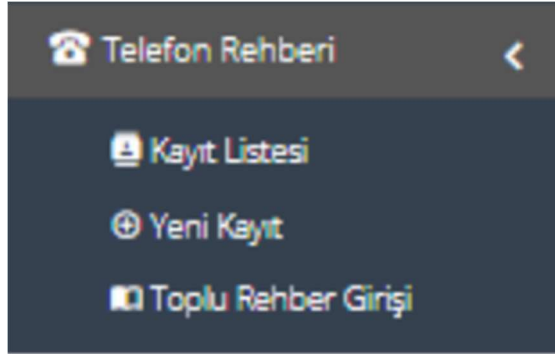 Telefon Rehberi
Kayıt Listesi
Yeni Kayıt
Toplu Rehber Girişi